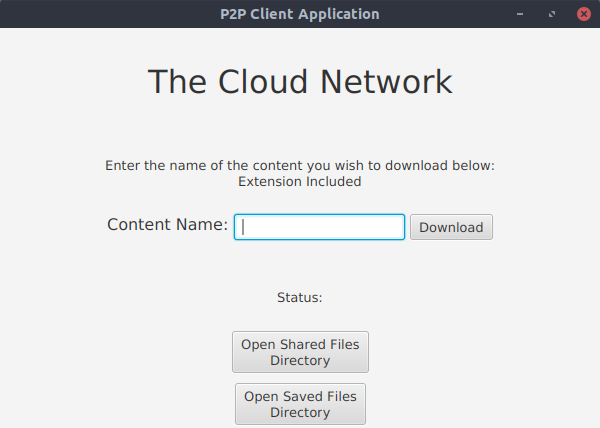 P2P Client Application
The Cloud Network
Enter the name of the content you wish to download below:
Extension Included
Content Name:
Download
Status:
Open Shared Files
Directory
Open Saved Files
Directory